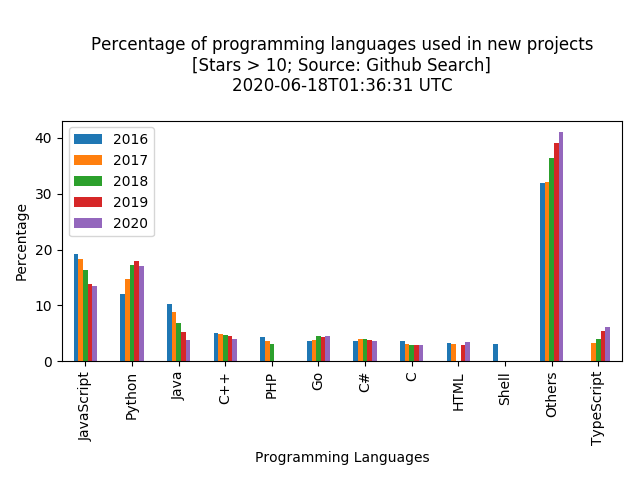 Percentage of programming languages used in new projects
[Stars > 10; Source: Github Search]
2020-06-18T01:36:31 UTC
2016
2017
2018
2019
2020
40
30
20
10
0
Percentage
JavaScript
Python
Java
C++
PHP
Go
C#
C
HTML
Shell
Others
TypeScript
Programming Languages